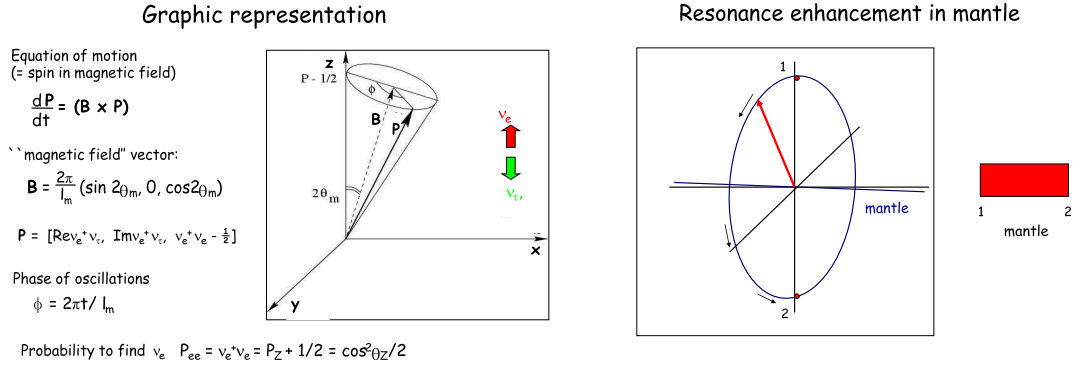 Graphic representation
Equation of motion
(= spin in magnetic field)
dP/dt = (B x P)
``magnetic field'' vector:
B = 2π/lm (sin 2θm, 0, cos2θm)
P = [Reνe+ντ, Imνe+ντ, νe+νe - 1/2]
Phase of oscillations
ϕ = 2πt/ lm
Probability to find νe Pee = νe+νe = PZ + 1/2 = cos2θZ/2
z
P - 1/2
ϕ
B
P
2θm
x
y
νe
ντ,
Resonance enhancement in mantle
1
mantle
2
1 2
mantle